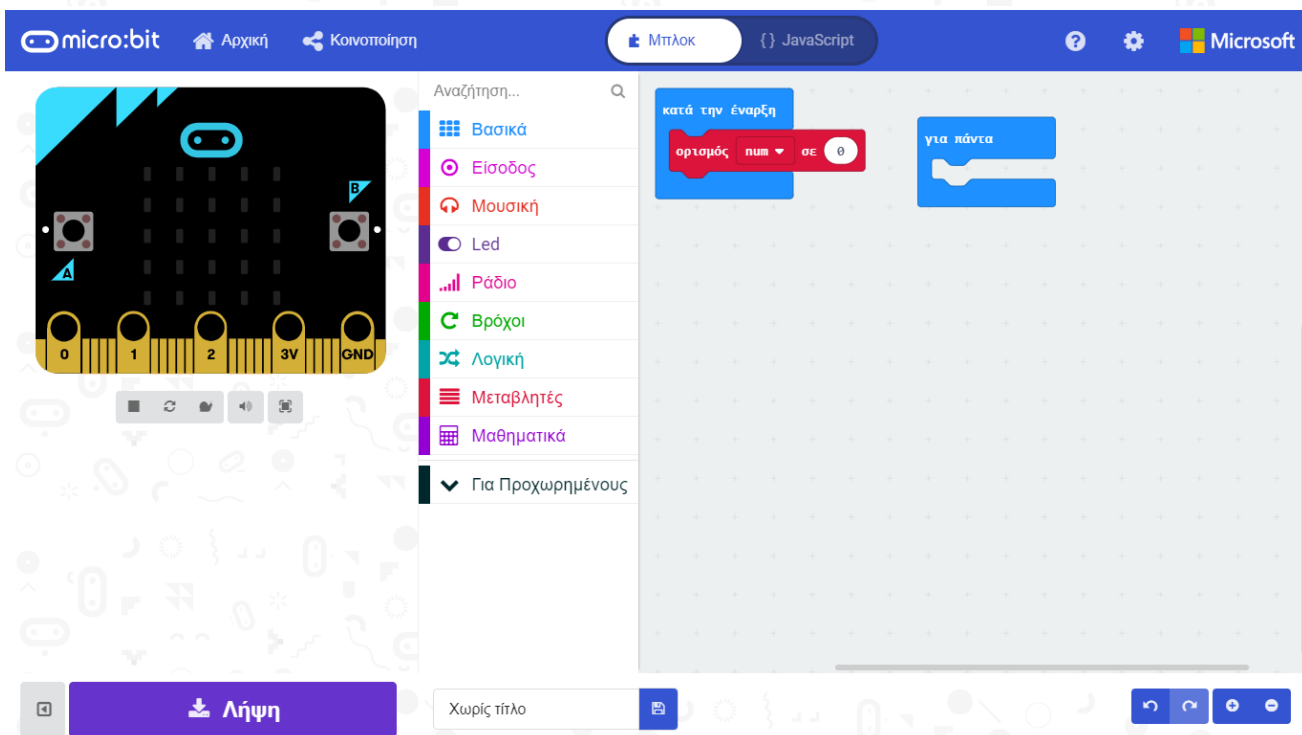 micro:bit Αρχική Κοινοποίηση Μπλοκ {} JavaScript ? Microsoft
B
A
0 1 2 3V GND
Αναζήτηση...
Βασικά
Είσοδος
Μουσική
Led
Ράδιο
Βρόχοι
Λογική
Μεταβλητές
Μαθηματικά
Για Προχωρημένους
κατά την έναρξη
ορισμός num σε 0
για πάντα
Λήψη
Χωρίς τίτλο